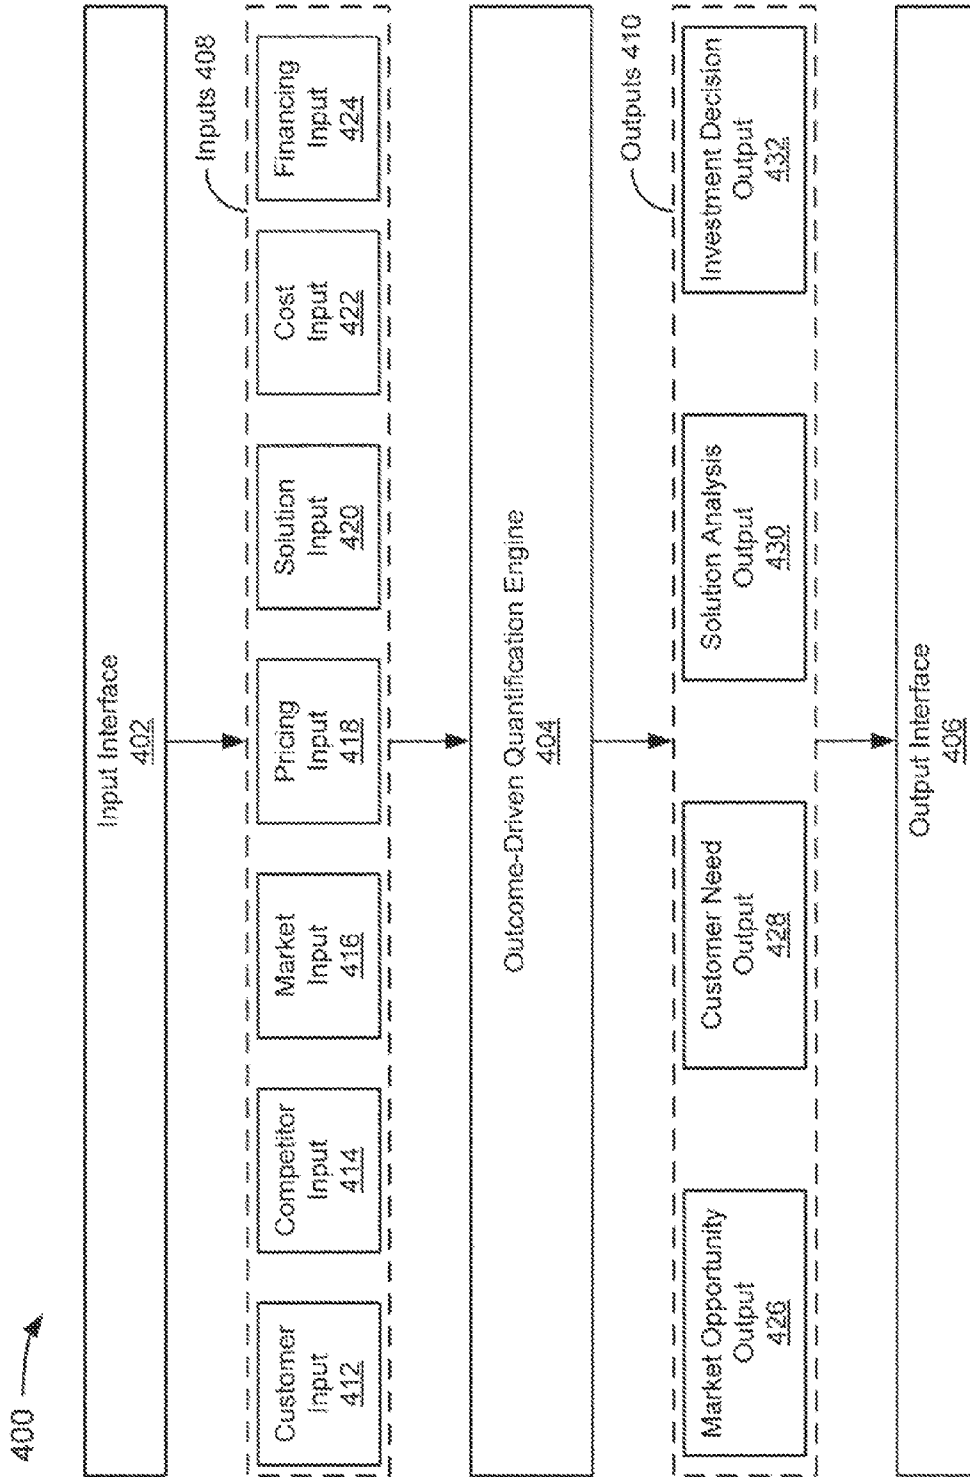 400
Input Interface
402
Inputs 408
Customer
Input
412
Competitor
Input
414
Market
Input
416
Pricing
Input
418
Solution
Input
420
Cost
Input
422
Financing
Input
424
Outcome-Driven Quantification Engine
404
Outputs 410
Market Opportunity
Output
426
Customer Need
Output
428
Solution Analysis
Output
430
Investment Decision
Output
432
Output Interface
406